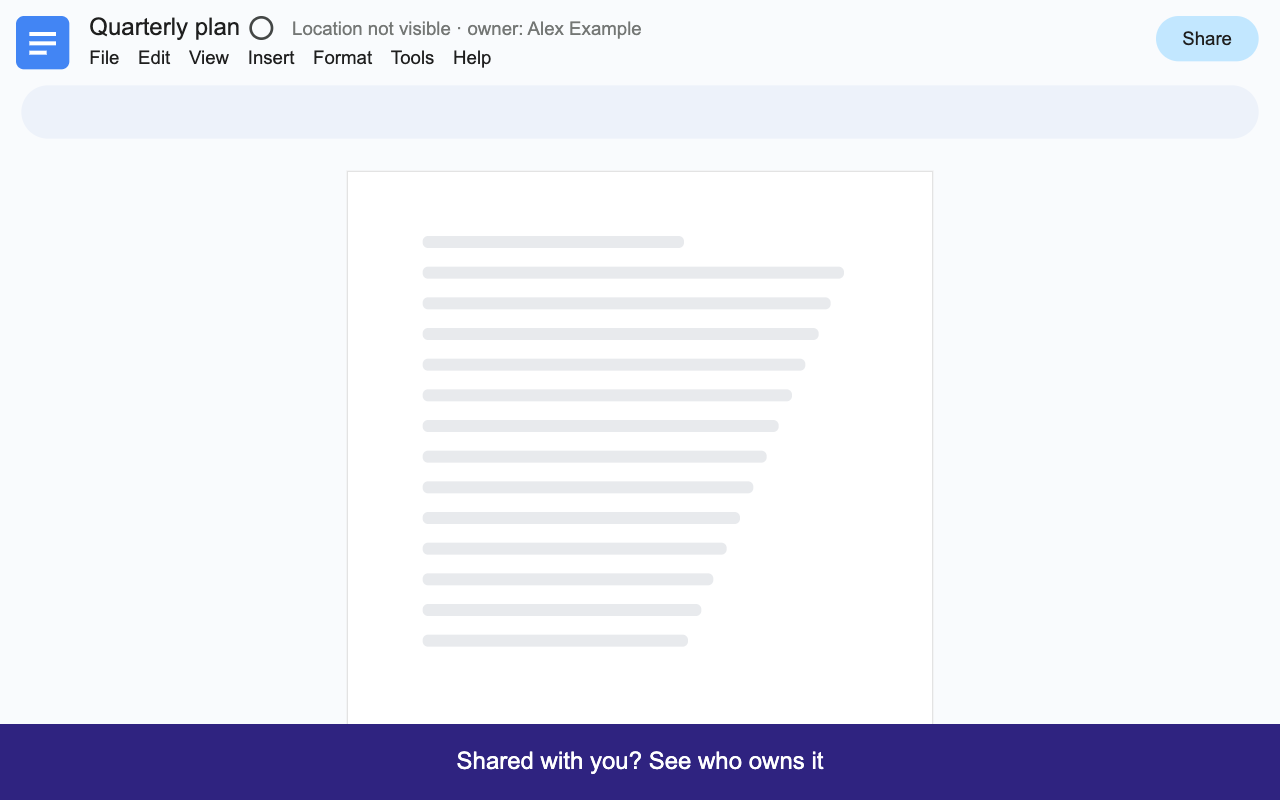 Quarterly plan
Location not visible · owner: Alex Example
File Edit View Insert Format Tools Help
Share
Shared with you? See who owns it